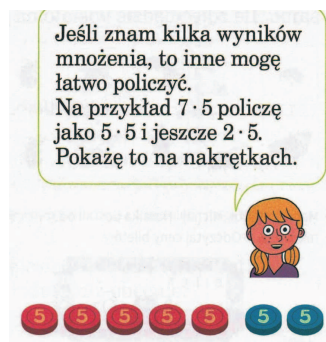 Jeśli znam kilka wyników
mnożenia, to inne mogę
łatwo policzyć.
Na przykład 7 · 5 policzę
jako 5 · 5 i jeszcze 2 · 5.
Pokażę to na nakrętkach.
5 5 5 5 5 5 5